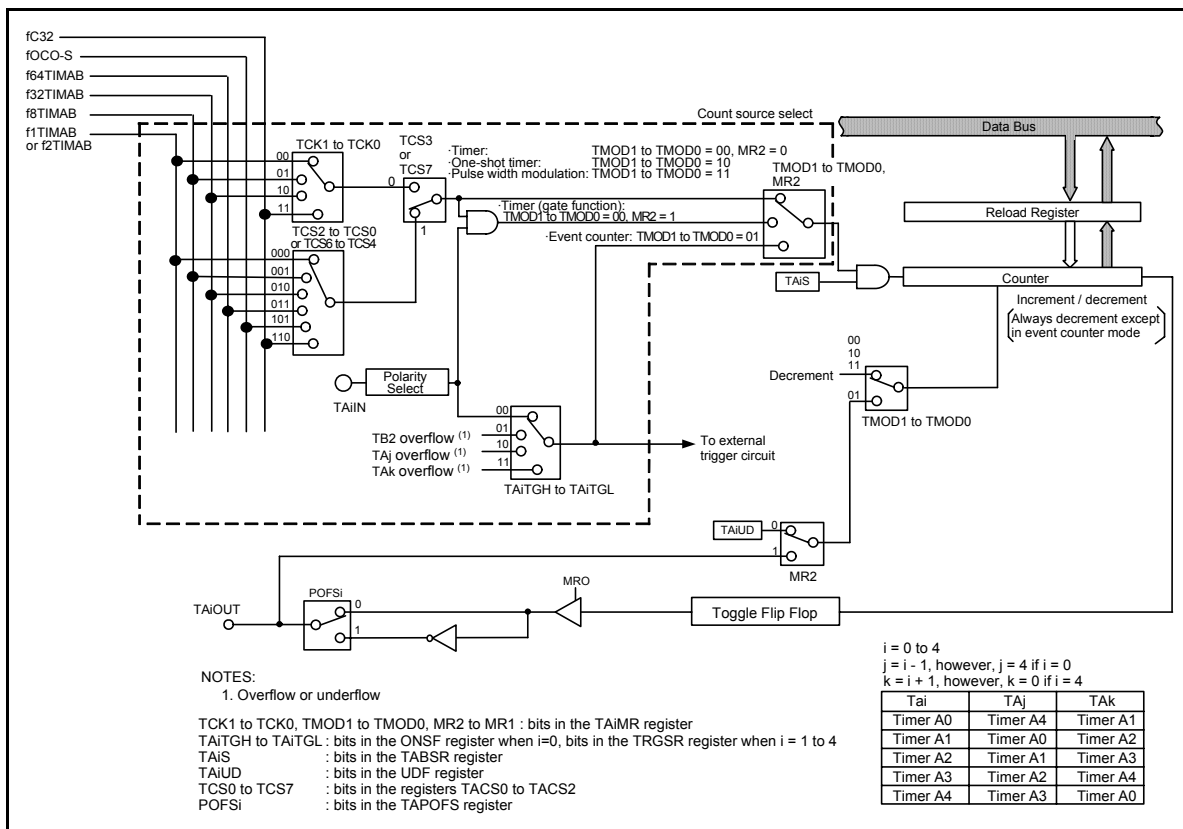 fC32
fOCO-S
f64TIMAB
f32TIMAB
f8TIMAB
f1TIMAB
or f2TIMAB
Count source select
Data Bus
TCK1 to TCK0
00
01
10
11
TCS3
or
TCS7
0
1
·Timer: TMOD1 to TMOD0 = 00, MR2 = 0
·One-shot timer: TMOD1 to TMOD0 = 10
·Pulse width modulation: TMOD1 to TMOD0 = 11
TMOD1 to TMOD0,
MR2
·Timer (gate function):
TMOD1 to TMOD0 = 00, MR2 = 1
·Event counter: TMOD1 to TMOD0 = 01
Reload Register
TCS2 to TCS0
or TCS6 to TCS4
000
001
010
011
101
110
TAiS
Counter
Increment / decrement
Always decrement except
in event counter mode
TAiIN
Polarity
Select
00
10
11
Decrement
01
TMOD1 to TMOD0
00
TB2 overflow (1) 01
TAj overflow (1) 10
TAk overflow (1) 11
TAiTGH to TAiTGL
To external
trigger circuit
TAiUD
0
1
MR2
TAiOUT
POFSi
0
1
MRO
Toggle Flip Flop
NOTES:
1. Overflow or underflow
TCK1 to TCK0, TMOD1 to TMOD0, MR2 to MR1 : bits in the TAiMR register
TAiTGH to TAiTGL : bits in the ONSF register when i=0, bits in the TRGSR register when i = 1 to 4
TAiS : bits in the TABSR register
TAiUD : bits in the UDF register
TCS0 to TCS7 : bits in the registers TACS0 to TACS2
POFSi : bits in the TAPOFS register
i = 0 to 4
j = i - 1, however, j = 4 if i = 0
k = i + 1, however, k = 0 if i = 4
Tai TAj TAk
Timer A0 Timer A4 Timer A1
Timer A1 Timer A0 Timer A2
Timer A2 Timer A1 Timer A3
Timer A3 Timer A2 Timer A4
Timer A4 Timer A3 Timer A0